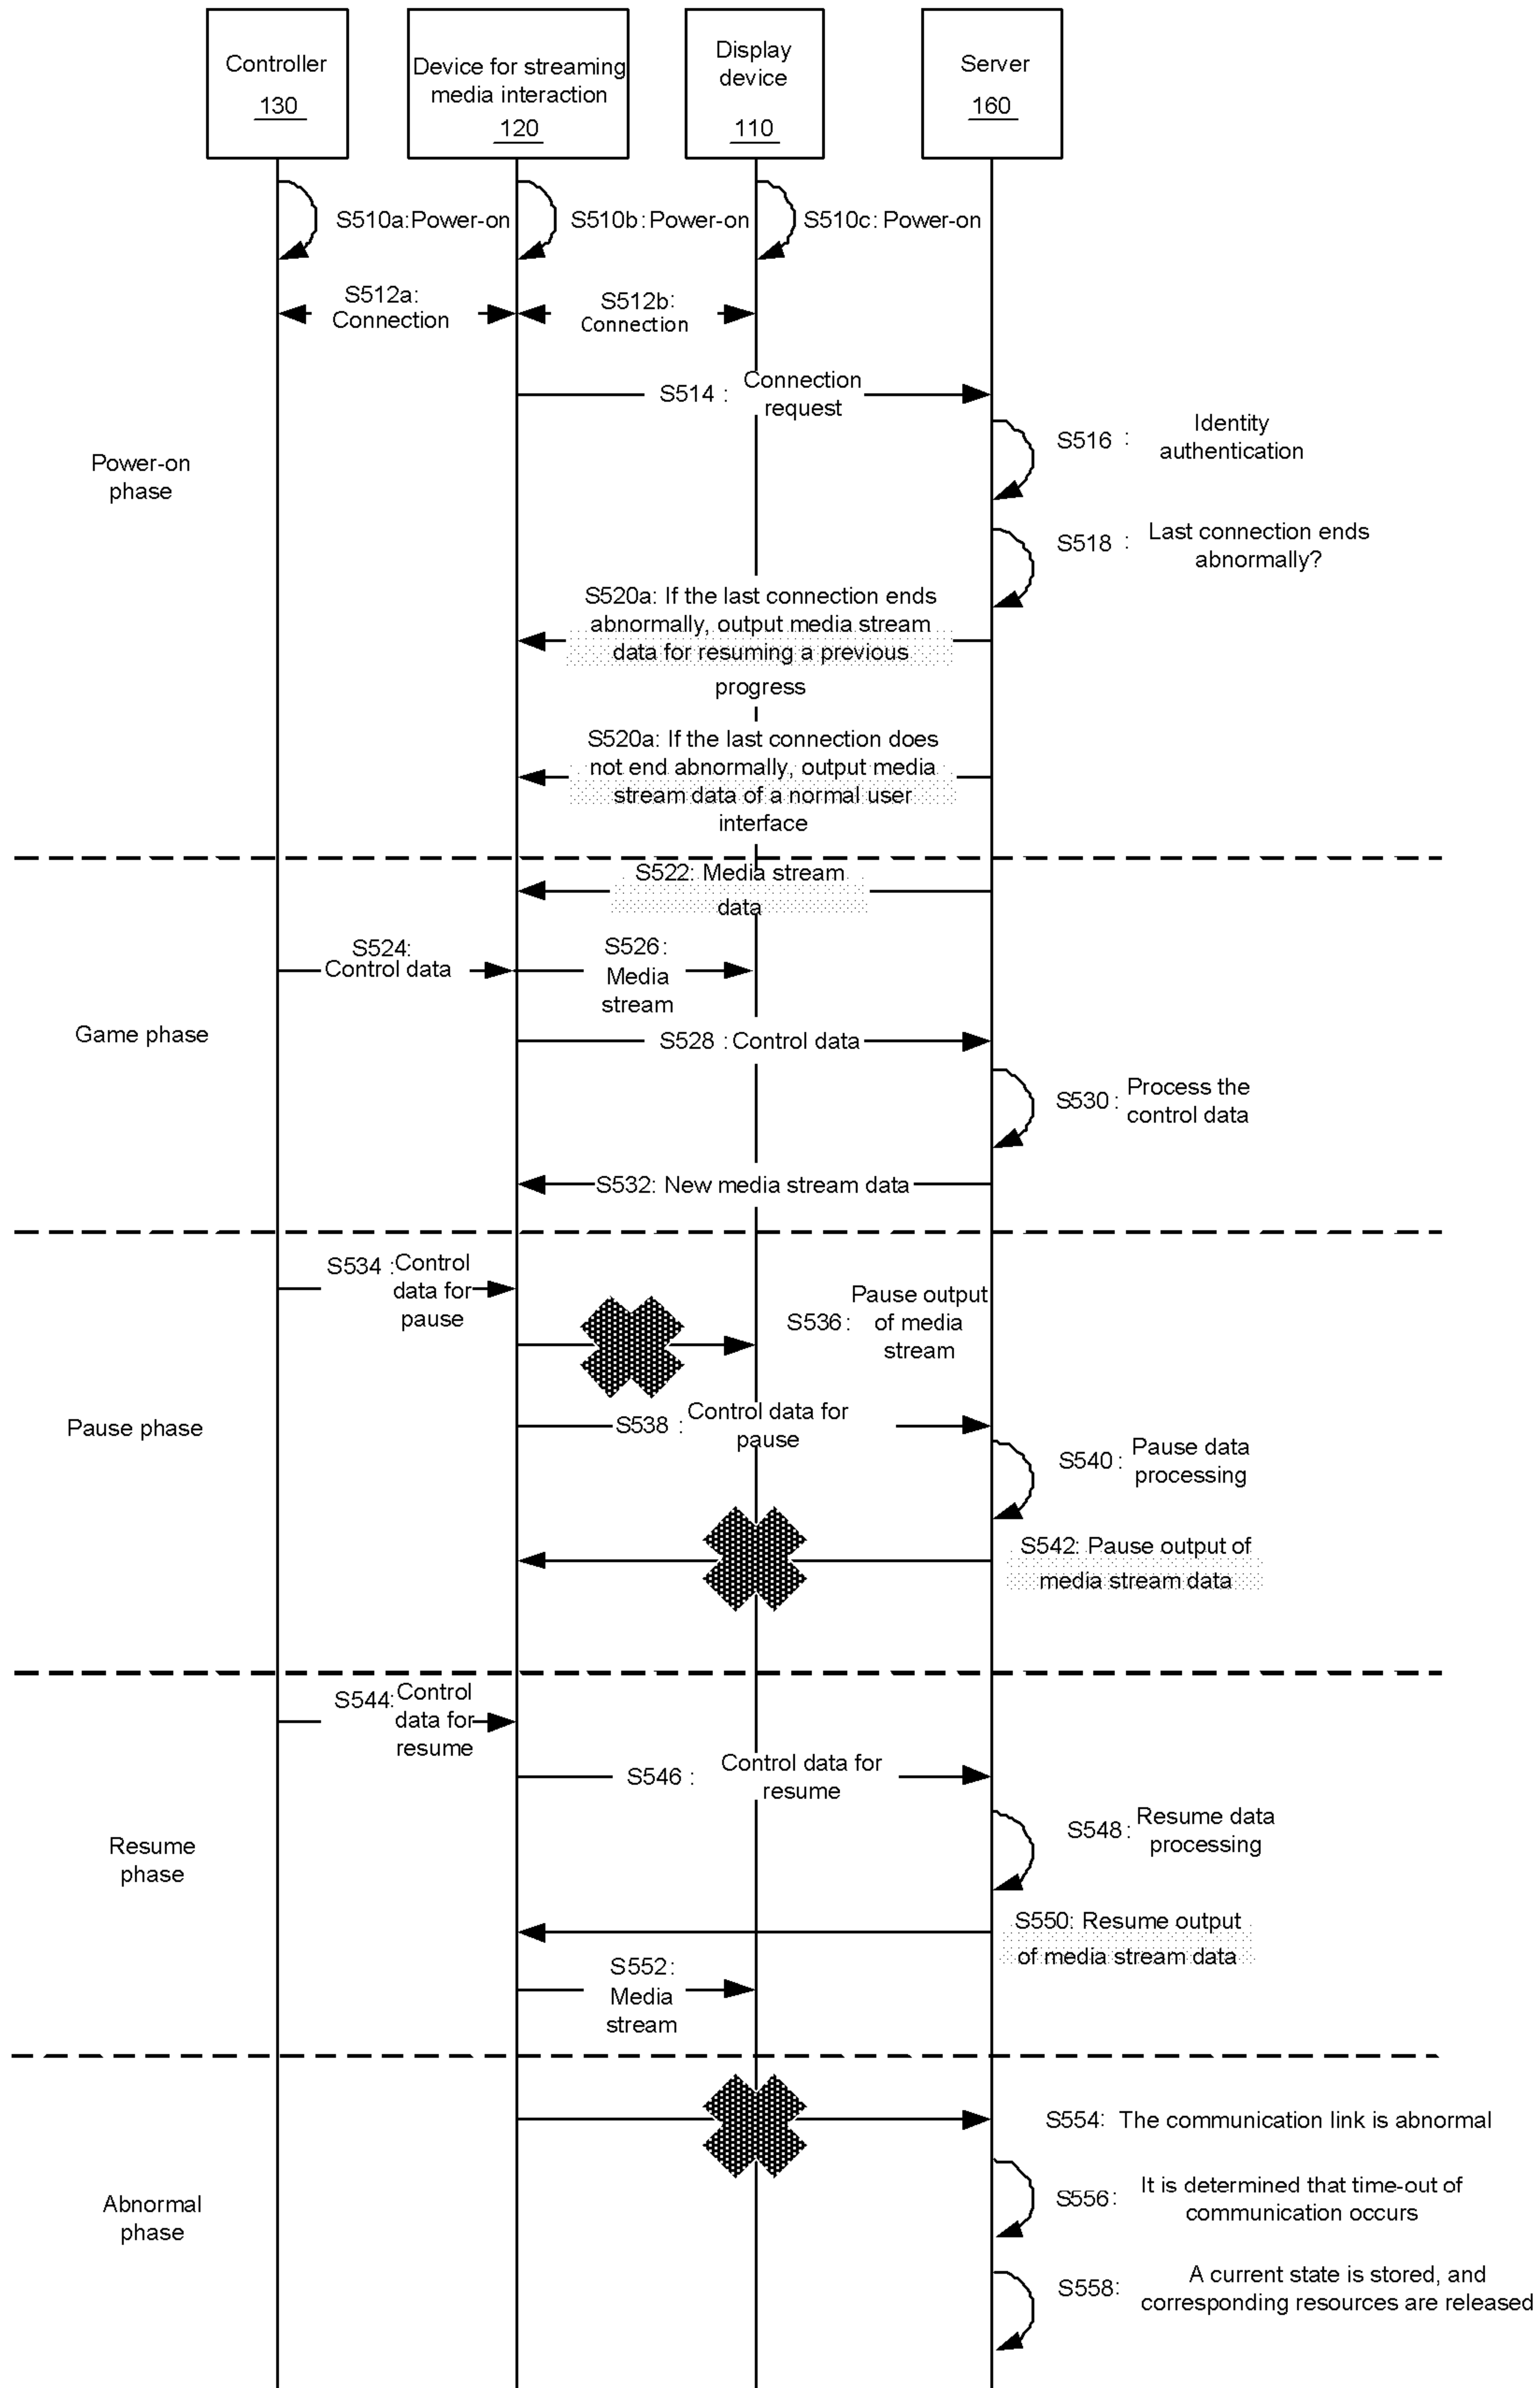 Controller
130
Device for streaming
media interaction
120
Display
device
110
Server
160
S510a:Power-on
S510b: Power-on
S510c: Power-on
S512a:
Connection
S512b:
Connection
S514 :
Connection
request
Power-on
phase
S516 :
Identity
authentication
S518 :
Last connection ends
abnormally?
S520a: If the last connection ends
abnormally, output media stream
data for resuming a previous
progress
S520a: If the last connection does
not end abnormally, output media
stream data of a normal user
interface
S522: Media stream
data
S524:
Control data
S526:
Media
stream
Game phase
S528 : Control data
S530 :
Process the
control data
S532: New media stream data
S534 :
Control
data for
pause
S536 :
Pause output
of media
stream
Pause phase
S538 :
Control data for
pause
S540 :
Pause data
processing
S542: Pause output of
media stream data
S544:
Control
data for
resume
S546 :
Control data for
resume
Resume
phase
S548 :
Resume data
processing
S550: Resume output
of media stream data
S552:
Media
stream
Abnormal
phase
S554: The communication link is abnormal
S556:
It is determined that time-out of
communication occurs
S558:
A current state is stored, and
corresponding resources are released